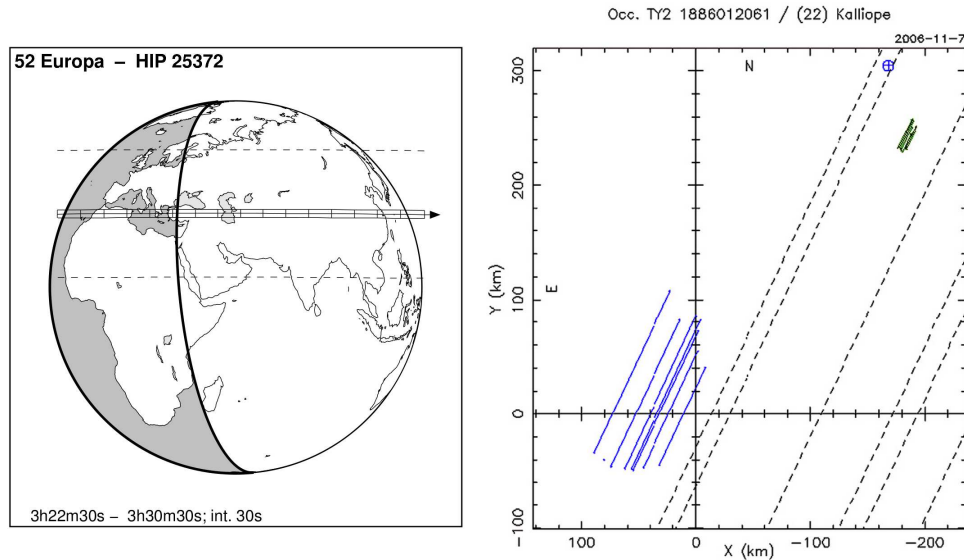 52 Europa – HIP 25372
3h22m30s – 3h30m30s; int. 30s
Occ. TY2 1886012061 / (22) Kalliope
2006-11-7
N
E
Y (km)
300
200
100
0
100
100
0
-100
-200
X (km)